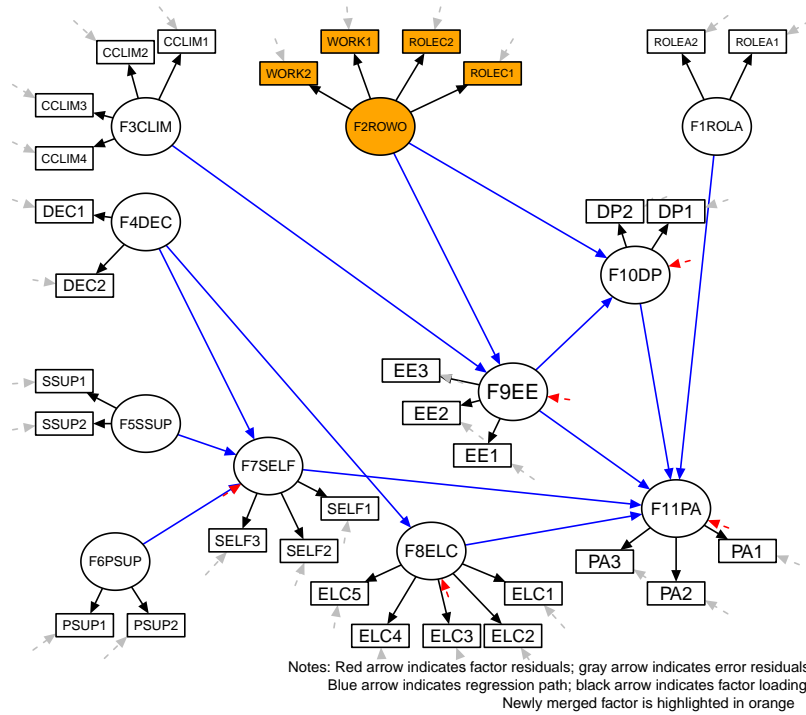 CCLIM1
CCLIM2
WORK1
ROLEC2
ROLEA2
ROLEA1
WORK2
ROLEC1
CCLIM3
F3CLIM
F2ROWO
F1ROLA
CCLIM4
DEC1
F4DEC
DP2
DP1
DEC2
F10DP
EE3
SSUP1
F9EE
EE2
SSUP2
F5SSUP
EE1
F7SELF
SELF1
F11PA
SELF3
SELF2
F8ELC
PA1
F6PSUP
PA3
ELC5
ELC1
PA2
PSUP1
PSUP2
ELC4
ELC3
ELC2
Notes: Red arrow indicates factor residuals; gray arrow indicates error residuals
Blue arrow indicates regression path; black arrow indicates factor loading
Newly merged factor is highlighted in orange